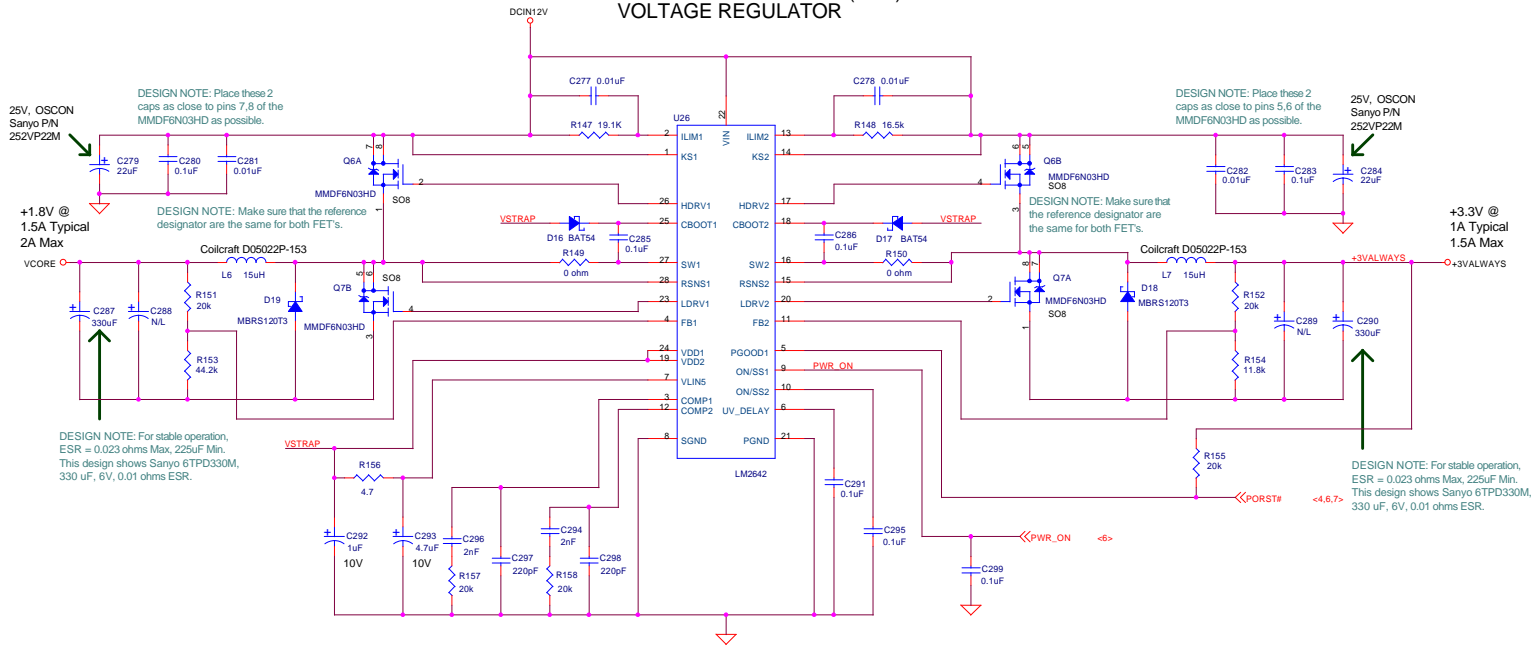 VOLTAGE REGULATOR
DCIN12V
25V, OSCON
Sanyo P/N
252VP22M
DESIGN NOTE: Place these 2
caps as close to pins 7,8 of the
MMDF6N03HD as possible.
C279
22uF
C280
0.1uF
C281
0.01uF
DESIGN NOTE: Make sure that the reference
designator are the same for both FET's.
+1.8V @
1.5A Typical
2A Max
VCORE
Coilcraft D05022P-153
L6 15uH
C287
330uF
C288
N/L
R151
20k
R153
44.2k
D19
MBRS120T3
Q7B
MMDF6N03HD
SO8
5
6
4
3
Q6A
MMDF6N03HD
SO8
7
8
2
1
C277 0.01uF
R147 19.1K
VSTRAP
D16 BAT54
C285
0.1uF
R149
0 ohm
DESIGN NOTE: For stable operation,
ESR = 0.023 ohms Max, 225uF Min.
This design shows Sanyo 6TPD330M,
330 uF, 6V, 0.01 ohms ESR.
VSTRAP
R156
4.7
C292
1uF
10V
C293
4.7uF
10V
C296
2nF
R157
20k
C297
220pF
C294
2nF
R158
20k
C298
220pF
U26
22
VIN
2 ILIM1
1 KS1
26 HDRV1
25 CBOOT1
27 SW1
28 RSNS1
23 LDRV1
4 FB1
24 VDD1
19 VDD2
7 VLIN5
3 COMP1
12 COMP2
8 SGND
ILIM2 13
KS2 14
HDRV2 17
CBOOT2 18
SW2 16
RSNS2 15
LDRV2 20
FB2 11
PGOOD1 5
ON/SS1 9
ON/SS2 10
UV_DELAY 6
PGND 21
LM2642
C278 0.01uF
R148 16.5k
C286
0.1uF
D17 BAT54
VSTRAP
R150
0 ohm
PWR_ON
Q6B
MMDF6N03HD
SO8
6
5
4
3
DESIGN NOTE: Make sure that
the reference designator are
the same for both FET's.
Q7A
MMDF6N03HD
SO8
8
7
2
1
DESIGN NOTE: Place these 2
caps as close to pins 5,6 of the
MMDF6N03HD as possible.
25V, OSCON
Sanyo P/N
252VP22M
C282
0.01uF
C283
0.1uF
C284
22uF
+3.3V @
1A Typical
1.5A Max
Coilcraft D05022P-153
L7 15uH
+3VALWAYS
+3VALWAYS
D18
MBRS120T3
R152
20k
R154
11.8k
C289
N/L
C290
330uF
R155
20k
PORST# <4,6,7>
DESIGN NOTE: For stable operation,
ESR = 0.023 ohms Max, 225uF Min.
This design shows Sanyo 6TPD330M,
330 uF, 6V, 0.01 ohms ESR.
C291
0.1uF
C295
0.1uF
PWR_ON <6>
C299
0.1uF